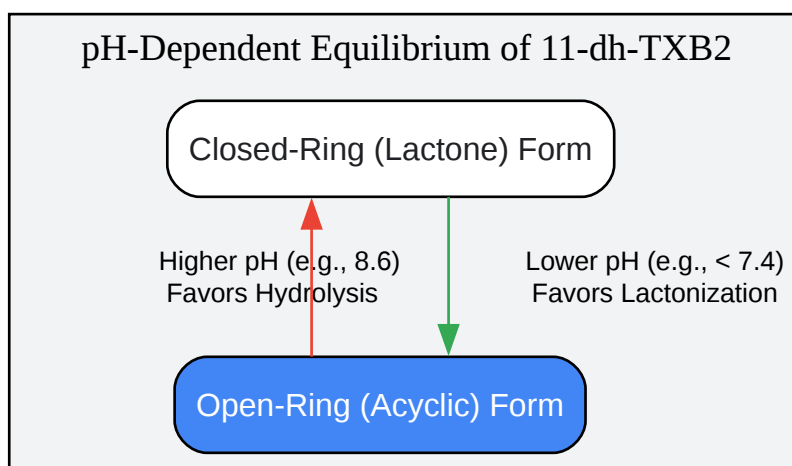 pH-Dependent Equilibrium of 11-dh-TXB2
Closed-Ring (Lactone) Form
Higher pH (e.g., 8.6)
Favors Hydrolysis
Lower pH (e.g., < 7.4)
Favors Lactonization
Open-Ring (Acyclic) Form